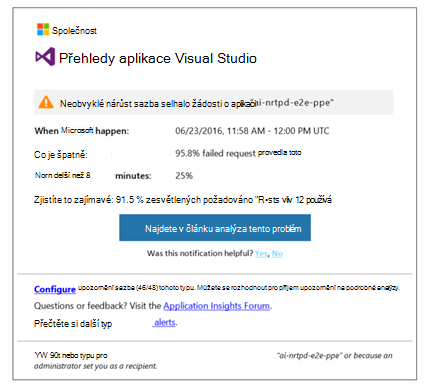 Společnost
Přehledy aplikace Visual Studio
Neobvyklé nárůst sazba selhalo žádosti o aplikaci "ai-nrtpd-e2e-ppe"
When Microsoft happen: 06/23/2016, 11:58 AM - 12:00 PM UTC
Co je špatně: 95.8% failed request provedla toto
Norm delší než 8 minutes: 25%
Zjistíte to zajímavé: 91.5 % zesvětlených požadováno "R+sts vliv 12 používá
Najdete v článku analýza tento problém
Was this notification helpful? Yes, No
Configure upozornění sazba (46/48) tohoto typu. Můžete se rozhodnout pro příjem upozornění na podrobné analýzy.
Questions or feedback? Visit the Application Insights Forum.
Přečtěte si další typ alerts.
YW 90t nebo typu pro "ai-nrtpd-e2e-ppe" or because an
administrator set you as a recipient.